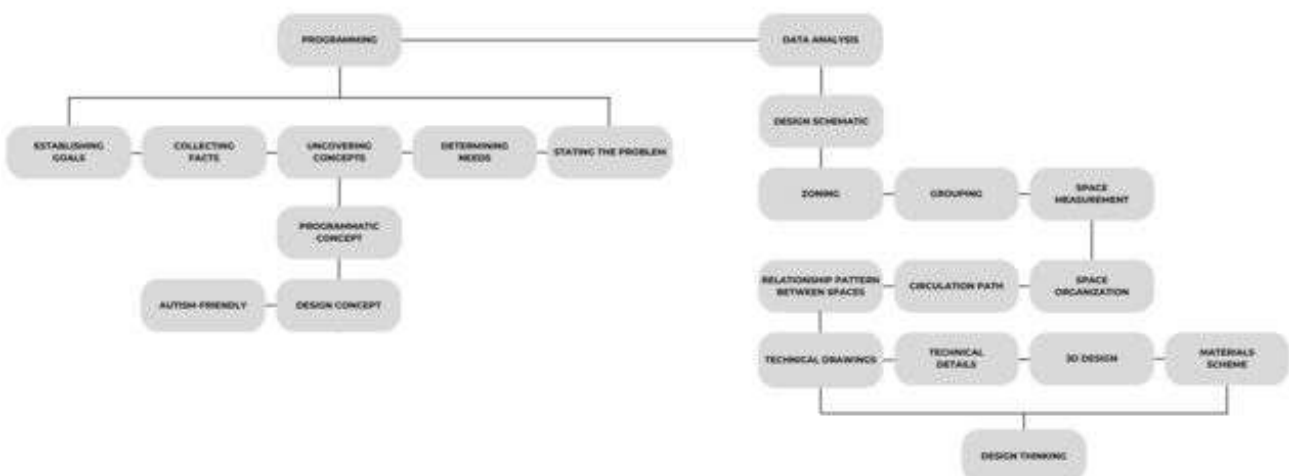 PROGRAMMING
DATA ANALYSIS
DESIGN SCHEMATIC
ESTABLISHING
GOALS
COLLECTING
FACTS
UNCOVERING
CONCEPTS
DETERMINING
NEEDS
STATING THE PROBLEM
ZONING
GROUPING
SPACE
MEASUREMENT
PROGRAMMATIC
CONCEPT
RELATIONSHIP PATTERN
BETWEEN SPACES
CIRCULATION PATH
SPACE
ORGANIZATION
AUTISM-FRIENDLY
DESIGN CONCEPT
TECHNICAL DRAWINGS
TECHNICAL
DETAILS
3D DESIGN
MATERIALS
SCHEME
DESIGN THINKING